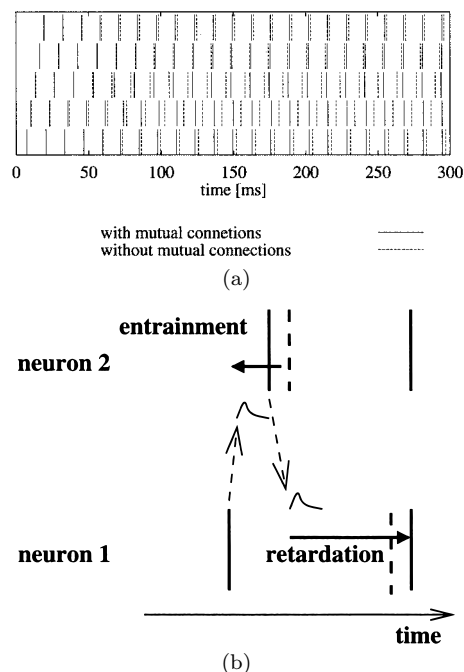 0 50 100 150 200 250 300
time [ms]
with mutual connetions
without mutual connections
(a)
entrainment
neuron 2
neuron 1
retardation
time
(b)